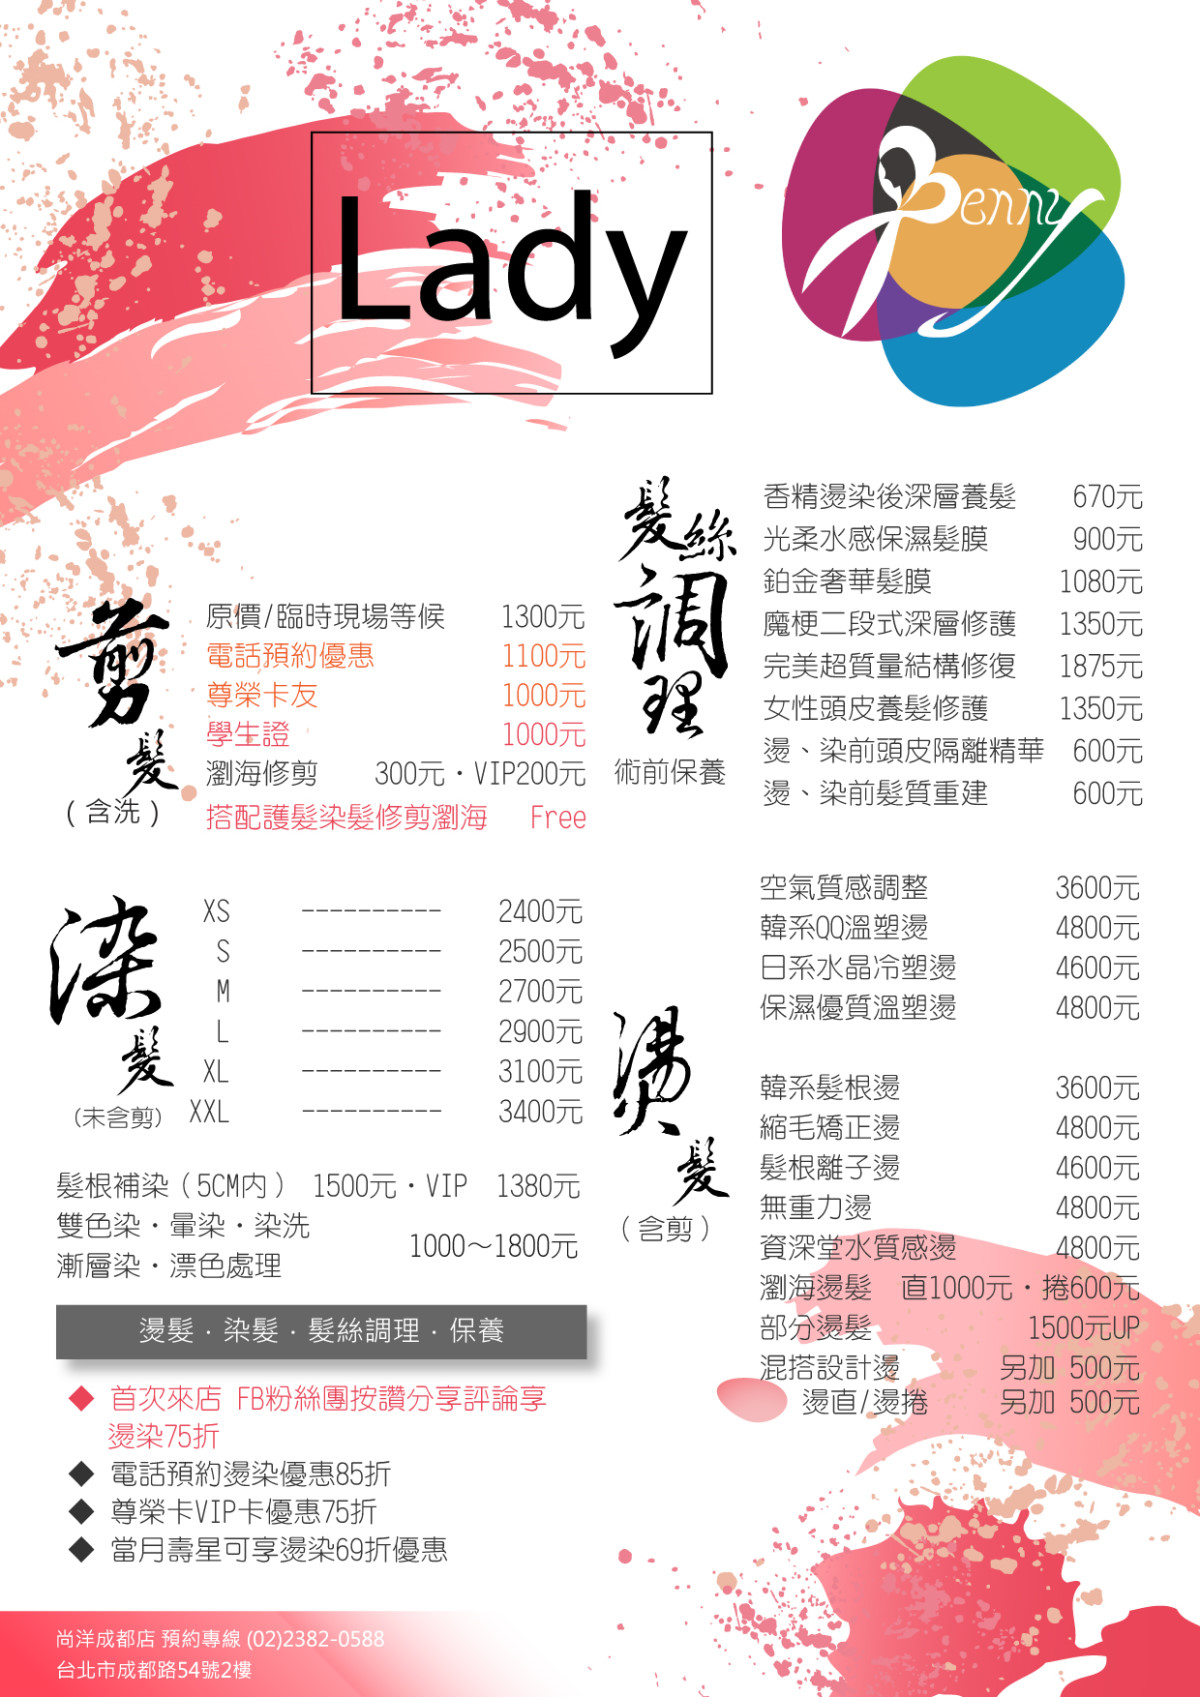 Lady
Benny
剪
髮
(含洗)
原價/臨時現場等候 1300元
電話預約優惠 1100元
尊榮卡友 1000元
學生證 1000元
瀏海修剪 300元・VIP200元
搭配護髮染髮修剪瀏海 Free
染
髮
(未含剪)
XS ---------- 2400元
S ---------- 2500元
M ---------- 2700元
L ---------- 2900元
XL ---------- 3100元
XXL ---------- 3400元
髮根補染(5CM內) 1500元・VIP 1380元
雙色染・暈染・染洗
漸層染・漂色處理
1000~1800元
燙髮．染髮．髮絲調理．保養
◆ 首次來店 FB粉絲團按讚分享評論享
燙染75折
◆ 電話預約燙染優惠85折
◆ 尊榮卡VIP卡優惠75折
◆ 當月壽星可享燙染69折優惠
髮絲
調
理
術前保養
香精燙染後深層養髮 670元
光柔水感保濕髮膜 900元
鉑金奢華髮膜 1080元
魔梗二段式深層修護 1350元
完美超質量結構修復 1875元
女性頭皮養髮修護 1350元
燙、染前頭皮隔離精華 600元
燙、染前髮質重建 600元
燙
髮
(含剪)
空氣質感調整 3600元
韓系QQ溫塑燙 4800元
日系水晶冷塑燙 4600元
保濕優質溫塑燙 4800元
韓系髮根燙 3600元
縮毛矯正燙 4800元
髮根離子燙 4600元
無重力燙 4800元
資深堂水質感燙 4800元
瀏海燙髮 直1000元・捲600元
部分燙髮 1500元UP
混搭設計燙 另加 500元
燙直/燙捲 另加 500元
尚洋成都店 預約專線 (02)2382-0588
台北市成都路54號2樓